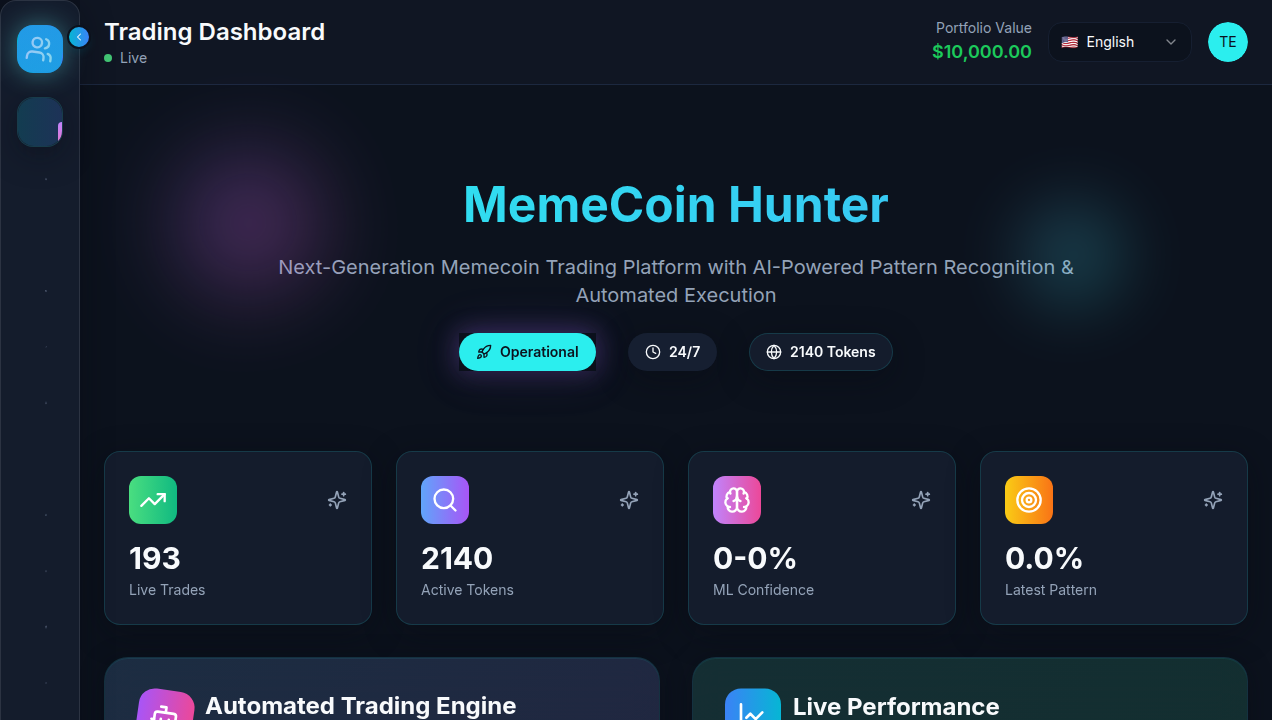 Trading Dashboard
Live
Portfolio Value
$10,000.00
🇺🇸 English
TE
MemeCoin Hunter
Next-Generation Memecoin Trading Platform with AI-Powered Pattern Recognition &
Automated Execution
Operational
24/7
2140 Tokens
193
Live Trades
2140
Active Tokens
0-0%
ML Confidence
0.0%
Latest Pattern
Automated Trading Engine
Live Performance